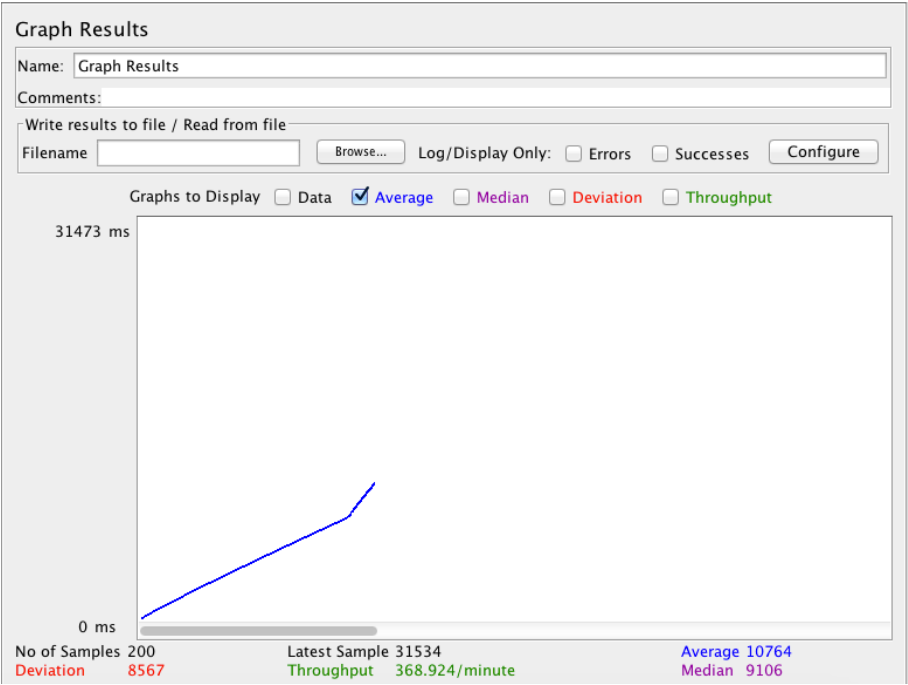 Graph Results
Name: Graph Results
Comments:
Write results to file / Read from file
Filename Browse... Log/Display Only: Errors Successes Configure
Graphs to Display Data Average Median Deviation Throughput
31473 ms
0 ms
No of Samples 200 Latest Sample 31534 Average 10764
Deviation 8567 Throughput 368.924/minute Median 9106